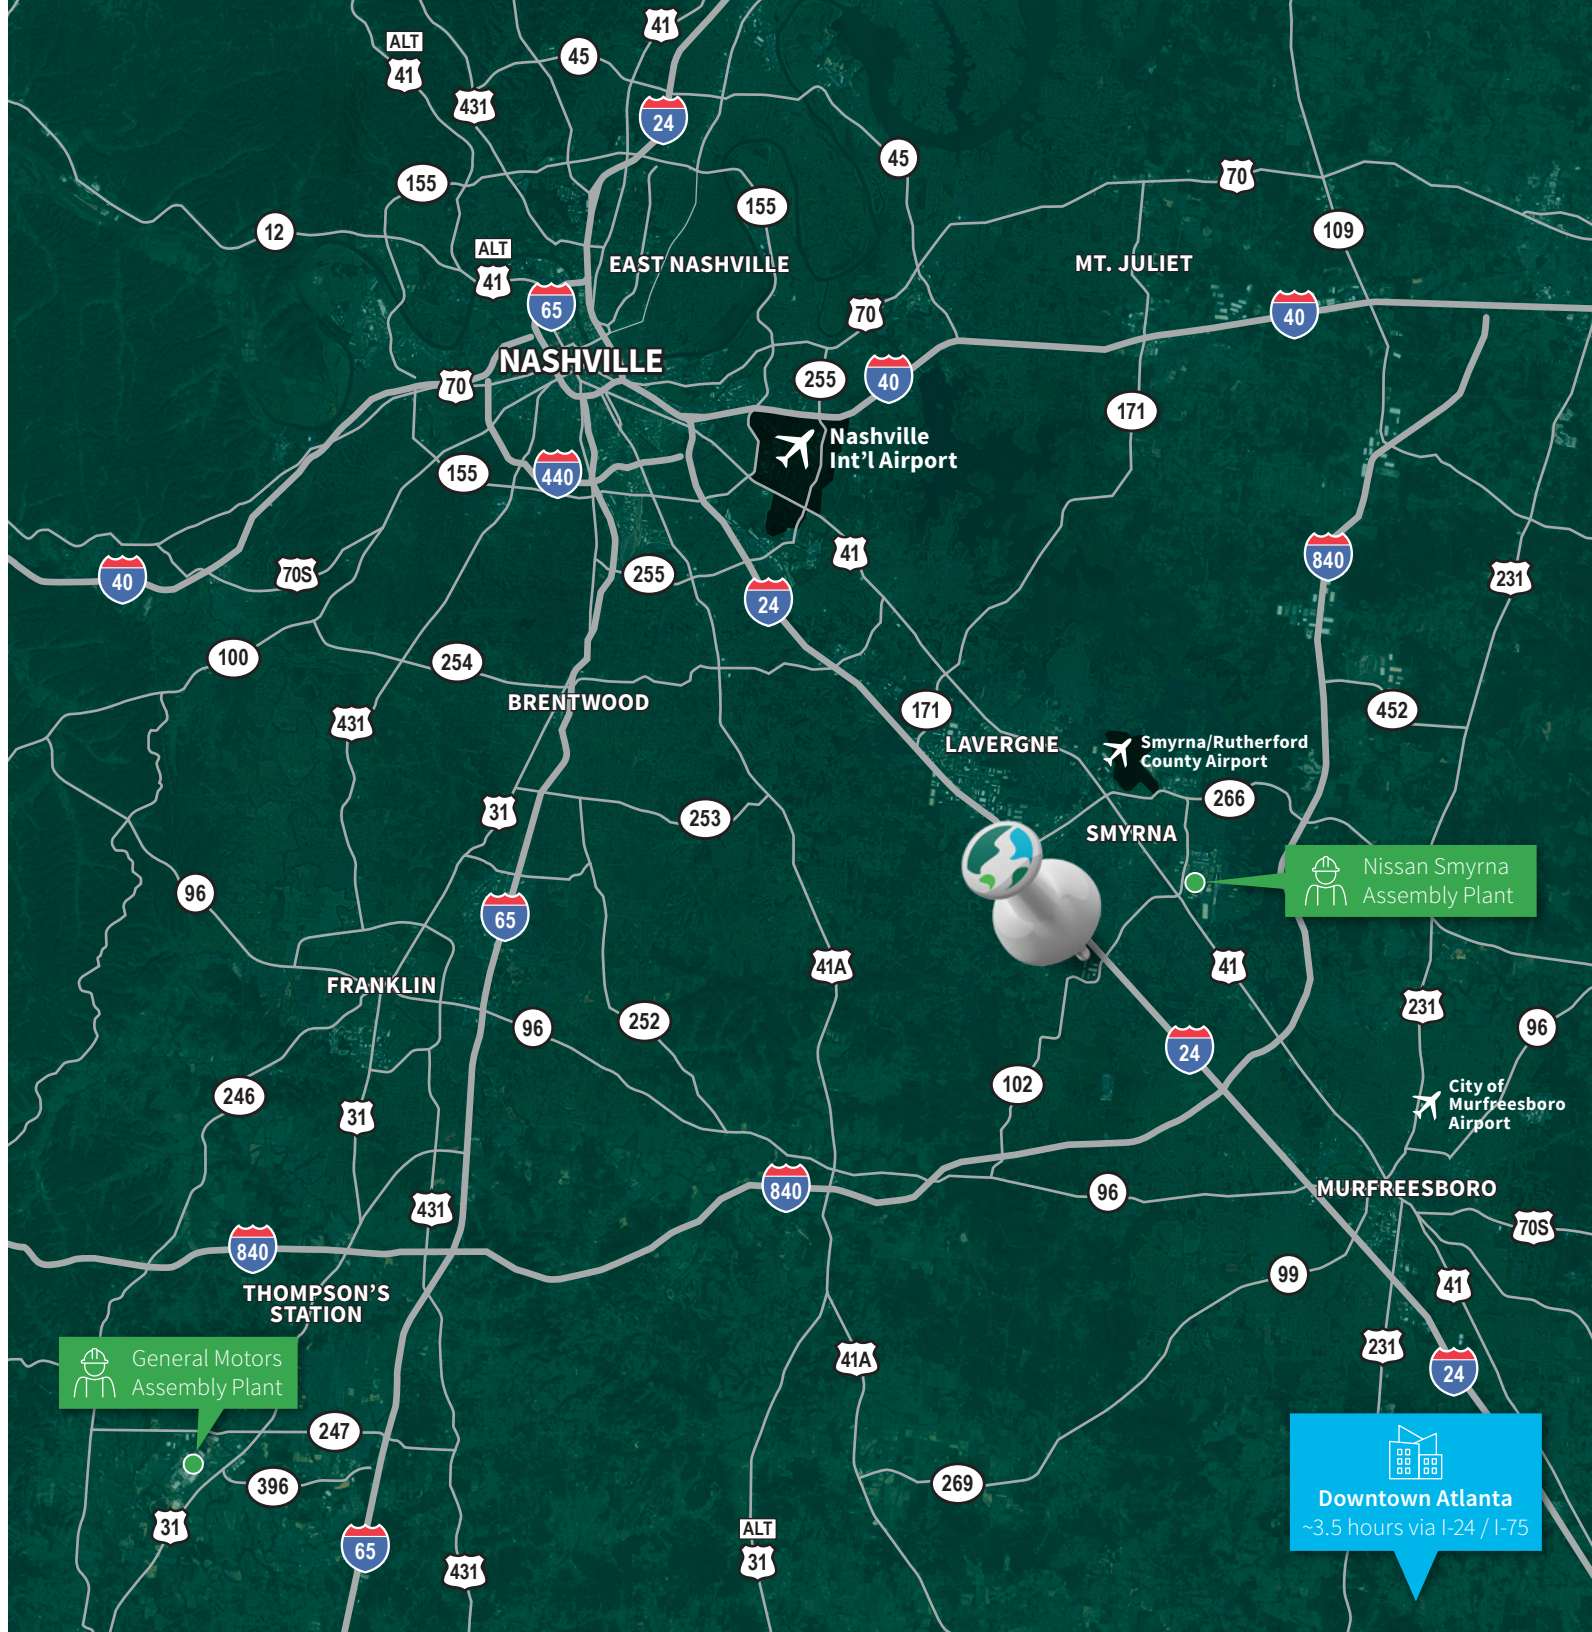 41
ALT
41
45
431
24
45
155
70
155
12
109
ALT
41
EAST NASHVILLE
MT. JULIET
65
70
40
NASHVILLE
70
255
40
171
Nashville
Int'l Airport
155
440
41
840
40
70S
255
24
231
100
254
BRENTWOOD
431
171
452
LAVERGNE
Smyrna/Rutherford
County Airport
266
31
253
SMYRNA
Nissan Smyrna
Assembly Plant
96
65
41A
41
FRANKLIN
231
96
252
96
24
102
246
31
City of
Murfreesboro
Airport
840
96
MURFREESBORO
431
70S
840
99
41
THOMPSON'S
STATION
231
41A
24
General Motors
Assembly Plant
247
396
269
Downtown Atlanta
~3.5 hours via I-24 / I-75
31
ALT
31
65
431